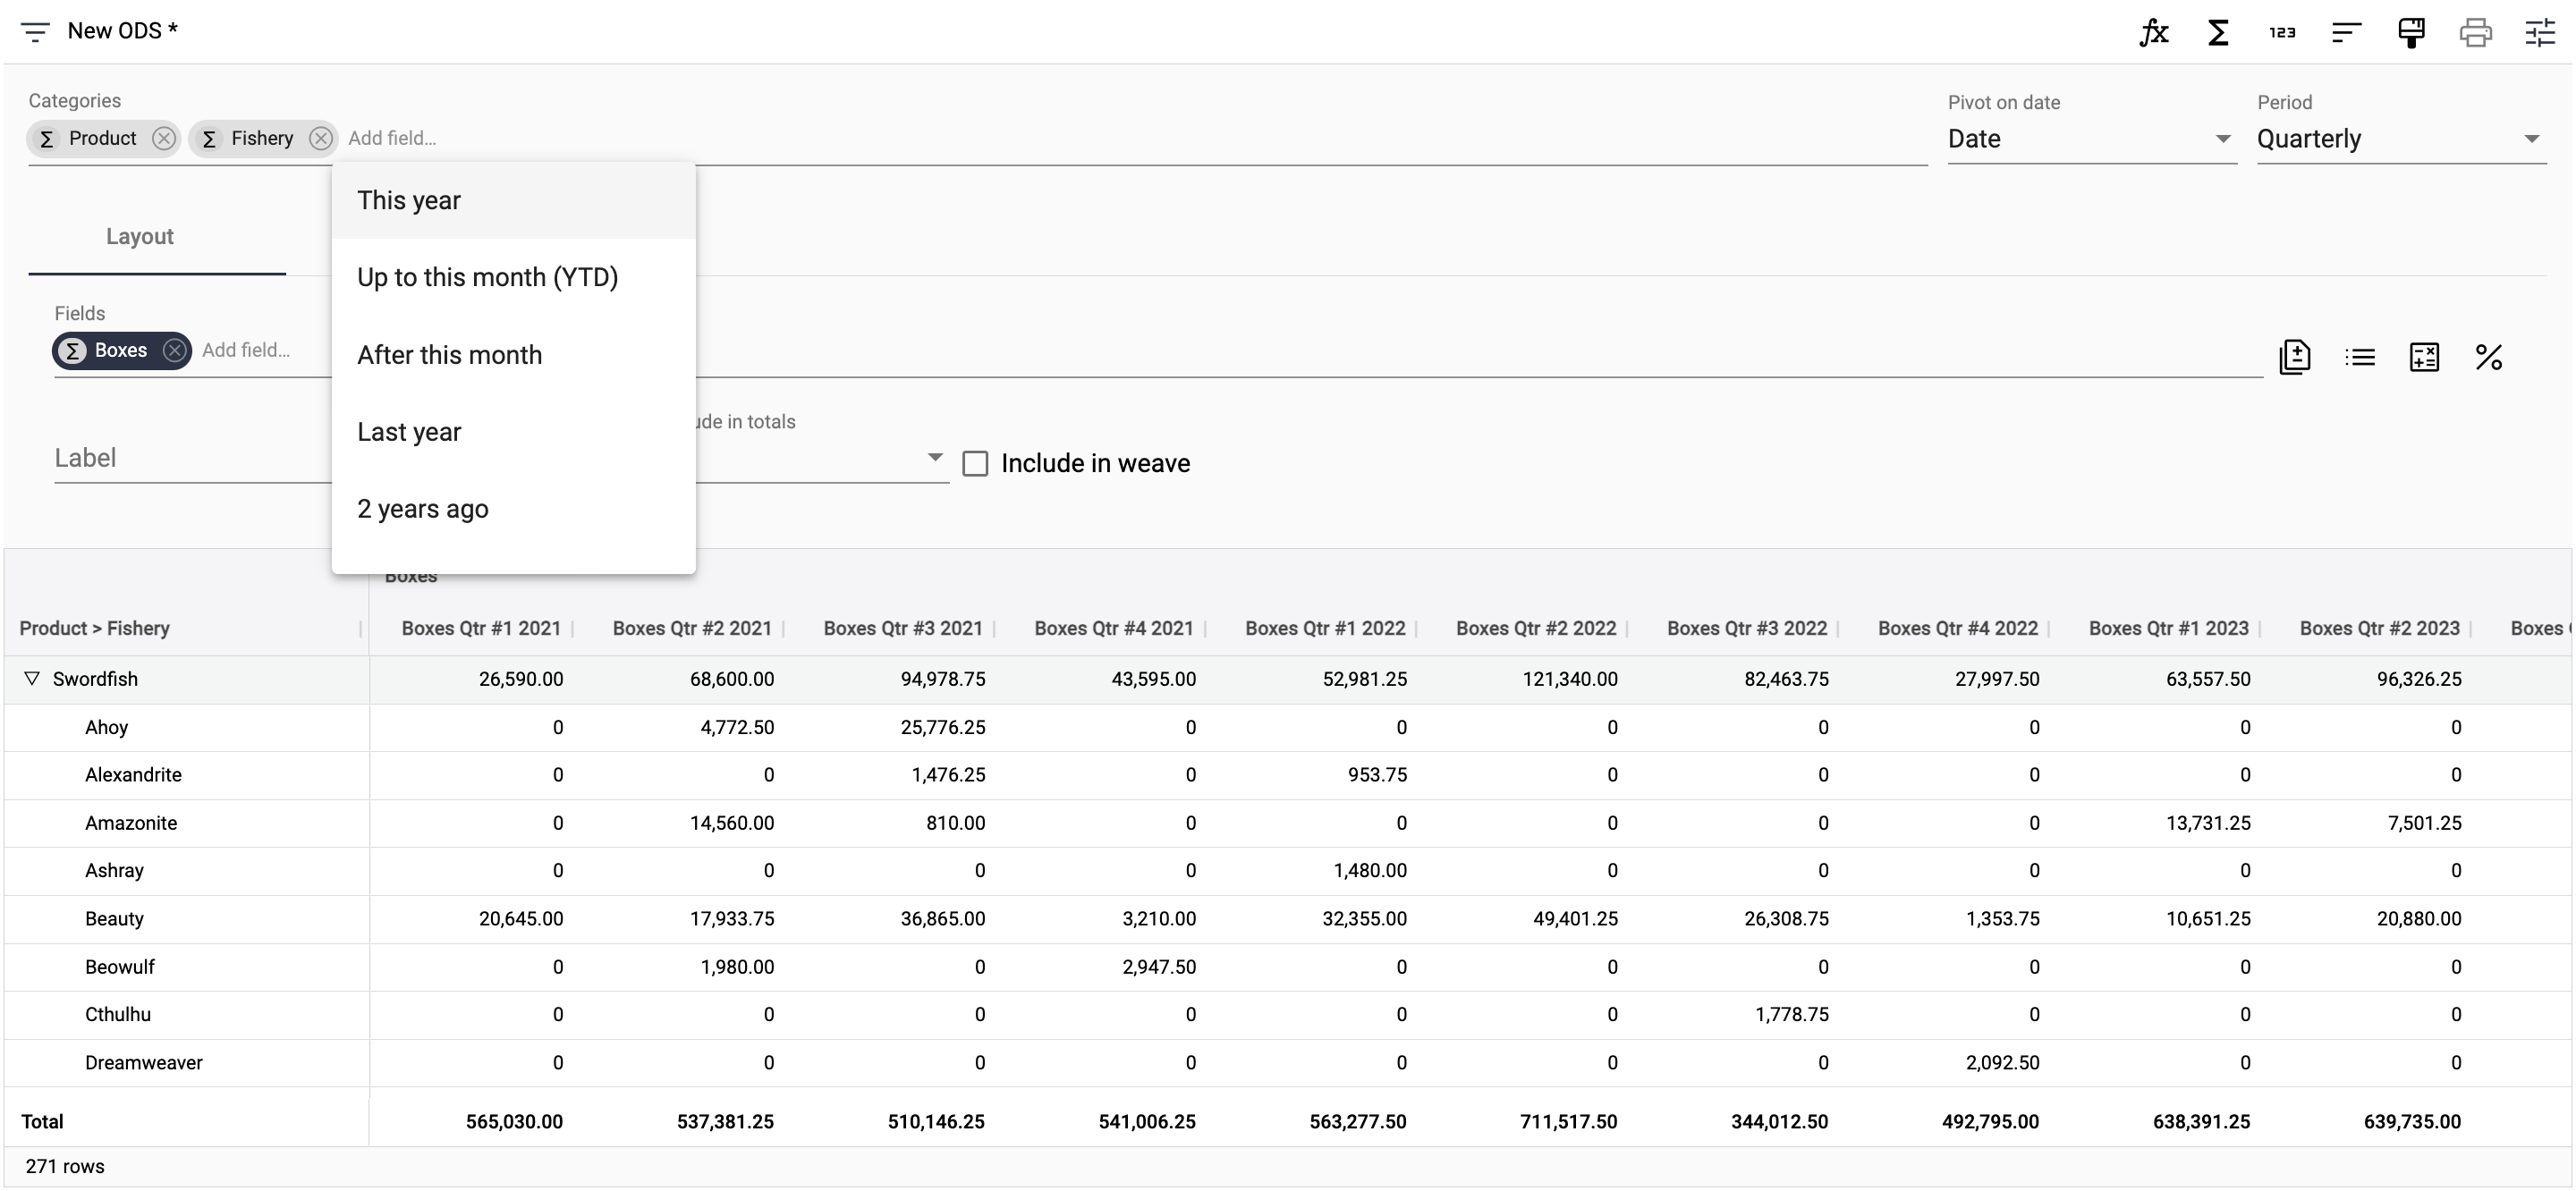 New ODS *
123
Categories
Pivot on date
Period
Product
Fishery
Add field...
Date
Quarterly
This year
Up to this month (YTD)
After this month
Last year
2 years ago
Layout
Fields
Boxes
Add field...
ude in totals
Label
Include in weave
Boxes
Product > Fishery Boxes Qtr #1 2021 Boxes Qtr #2 2021 Boxes Qtr #3 2021 Boxes Qtr #4 2021 Boxes Qtr #1 2022 Boxes Qtr #2 2022 Boxes Qtr #3 2022 Boxes Qtr #4 2022 Boxes Qtr #1 2023 Boxes Qtr #2 2023 Boxes
Swordfish 26,590.00 68,600.00 94,978.75 43,595.00 52,981.25 121,340.00 82,463.75 27,997.50 63,557.50 96,326.25
Ahoy 0 4,772.50 25,776.25 0 0 0 0 0 0 0
Alexandrite 0 0 1,476.25 0 953.75 0 0 0 0 0
Amazonite 0 14,560.00 810.00 0 0 0 0 0 13,731.25 7,501.25
Ashray 0 0 0 0 1,480.00 0 0 0 0 0
Beauty 20,645.00 17,933.75 36,865.00 3,210.00 32,355.00 49,401.25 26,308.75 1,353.75 10,651.25 20,880.00
Beowulf 0 1,980.00 0 2,947.50 0 0 0 0 0 0
Cthulhu 0 0 0 0 0 0 1,778.75 0 0 0
Dreamweaver 0 0 0 0 0 0 0 2,092.50 0 0
Total 565,030.00 537,381.25 510,146.25 541,006.25 563,277.50 711,517.50 344,012.50 492,795.00 638,391.25 639,735.00
271 rows